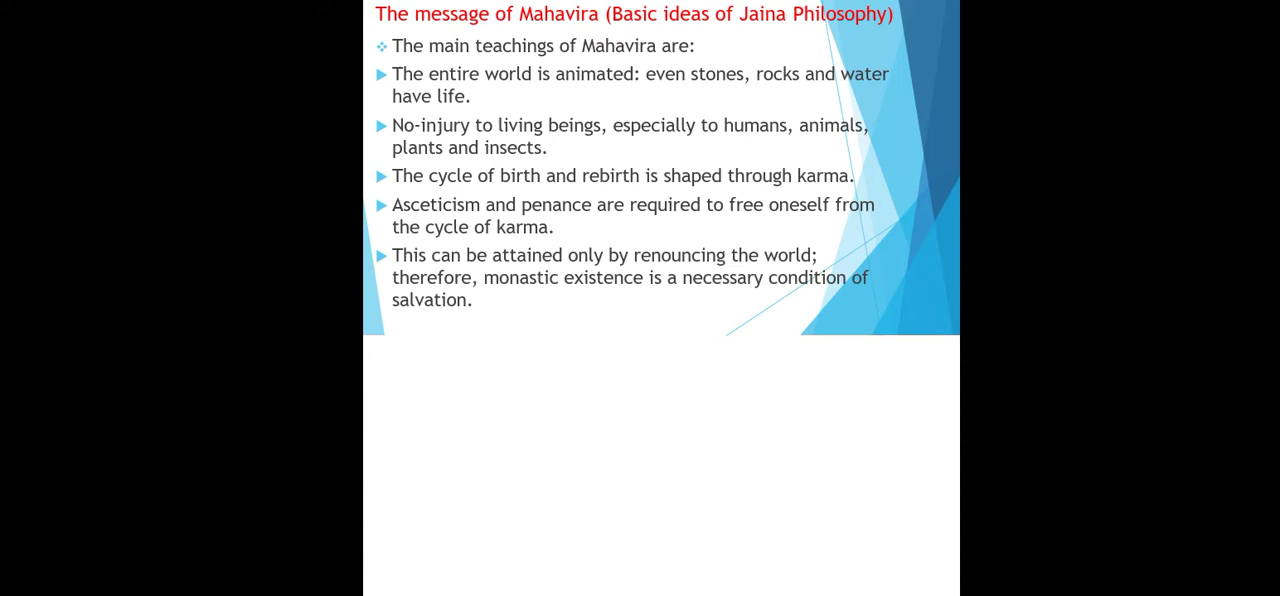 The message of Mahavira (Basic ideas of Jaina Philosophy)
The main teachings of Mahavira are:
The entire world is animated: even stones, rocks and water
have life.
No-injury to living beings, especially to humans, animals,
plants and insects.
The cycle of birth and rebirth is shaped through karma.
Asceticism and penance are required to free oneself from
the cycle of karma.
This can be attained only by renouncing the world;
therefore, monastic existence is a necessary condition of
salvation.